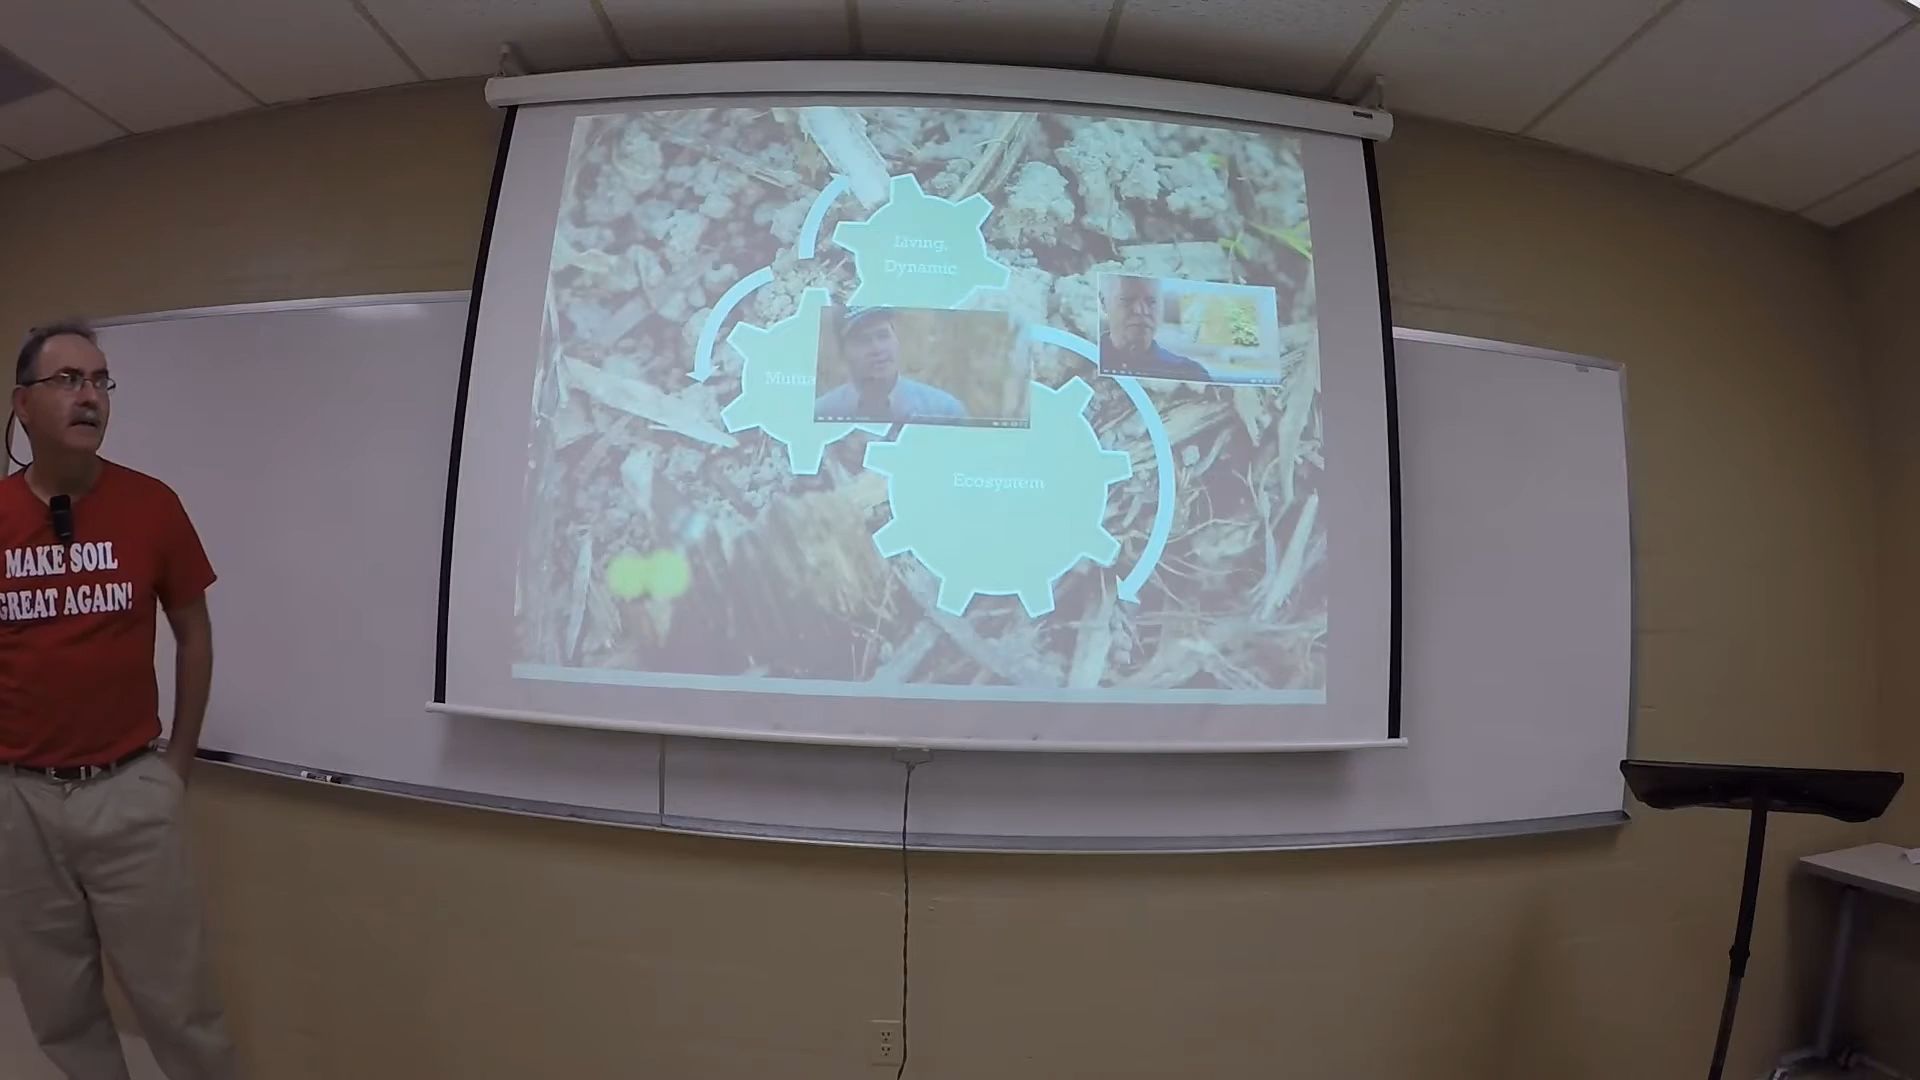 Living,
Dynamic
Ecosystem
MAKE SOIL
GREAT AGAIN!